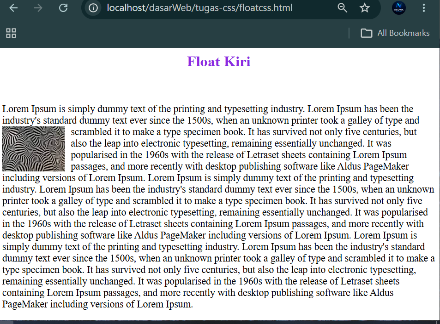 localhost/dasarWeb/tugas-css/floatcss.html
All Bookmarks
Float Kiri
Lorem Ipsum is simply dummy text of the printing and typesetting industry. Lorem Ipsum has been the
industry's standard dummy text ever since the 1500s, when an unknown printer took a galley of type and
scrambled it to make a type specimen book. It has survived not only five centuries, but
also the leap into electronic typesetting, remaining essentially unchanged. It was
popularised in the 1960s with the release of Letraset sheets containing Lorem Ipsum
passages, and more recently with desktop publishing software like Aldus PageMaker
including versions of Lorem Ipsum. Lorem Ipsum is simply dummy text of the printing and typesetting
industry. Lorem Ipsum has been the industry's standard dummy text ever since the 1500s, when an unknown
printer took a galley of type and scrambled it to make a type specimen book. It has survived not only five
centuries, but also the leap into electronic typesetting, remaining essentially unchanged. It was popularised
in the 1960s with the release of Letraset sheets containing Lorem Ipsum passages, and more recently with
desktop publishing software like Aldus PageMaker including versions of Lorem Ipsum. Lorem Ipsum is
simply dummy text of the printing and typesetting industry. Lorem Ipsum has been the industry's standard
dummy text ever since the 1500s, when an unknown printer took a galley of type and scrambled it to make a
type specimen book. It has survived not only five centuries, but also the leap into electronic typesetting,
remaining essentially unchanged. It was popularised in the 1960s with the release of Letraset sheets
containing Lorem Ipsum passages, and more recently with desktop publishing software like Aldus
PageMaker including versions of Lorem Ipsum.